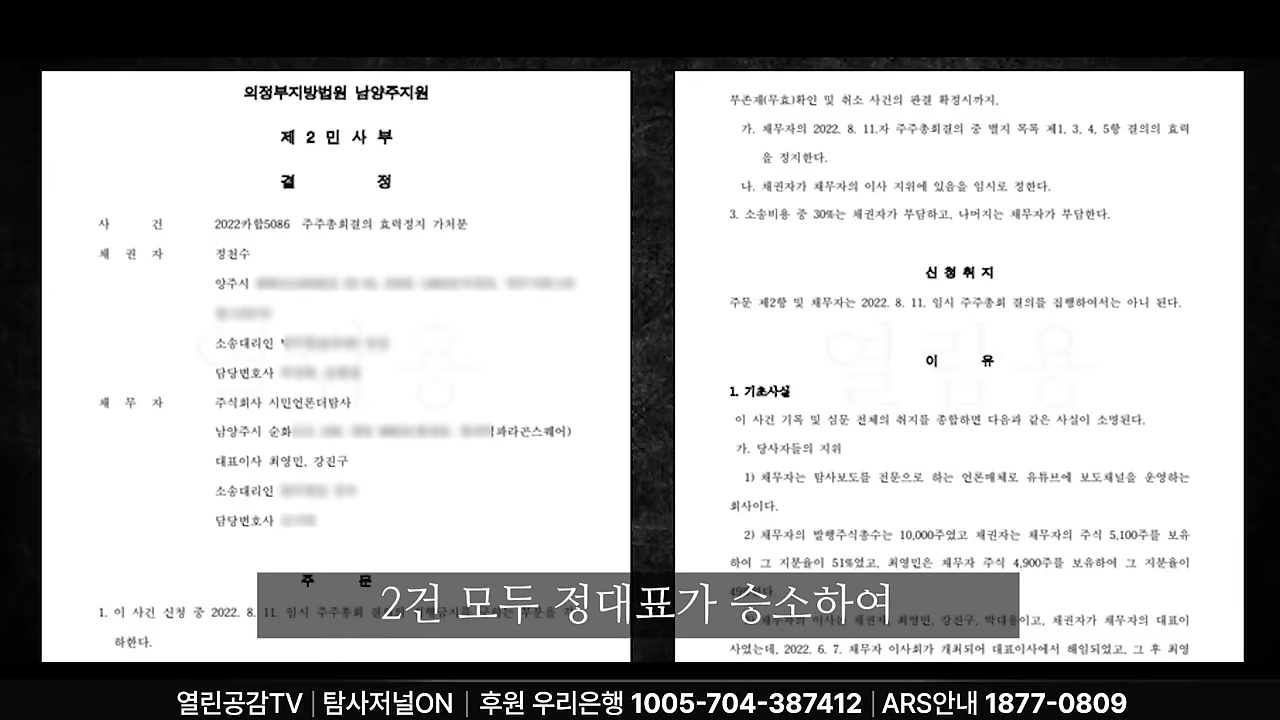 의정부지방법원 남양주지원
제 2 민 사 부
결 정
사 건 2022카합5086 주주총회결의 효력정지 가처분
채 권 자 정천수
양주시
소송대리인
담당변호사
채 무 자 주식회사 시민언론더탐사
남양주시 순화 파라곤스퀘어)
대표이사 최영민, 강진구
소송대리인
담당변호사
주 문
1. 이 사건 신청 중 2022. 8. 11. 임시 주주총회
하한다.
부존재(무효)확인 및 취소 사건의 판결 확정시까지,
가. 채무자의 2022. 8. 11.자 주주총회결의 중 별지 목록 제1, 3, 4, 5항 결의의 효력
을 정지한다.
나. 채권자가 채무자의 이사 지위에 있음을 임시로 정한다.
3. 소송비용 중 30%는 채권자가 부담하고, 나머지는 채무자가 부담한다.
신 청 취 지
주문 제2항 및 채무자는 2022. 8. 11. 임시 주주총회 결의를 집행하여서는 아니 된다.
이 유
1. 기초사실
이 사건 기록 및 심문 전체의 취지를 종합하면 다음과 같은 사실이 소명된다.
가. 당사자들의 지위
1) 채무자는 탐사보도를 전문으로 하는 언론매체로 유튜브에 보도채널을 운영하는
회사이다.
2) 채무자의 발행주식총수는 10,000주였고 채권자는 채무자의 주식 5,100주를 보유
하여 그 지분율이 51%였고, 최영민은 채무자 주식 4,900주를 보유하여 그 지분율이
채무자의 이사는 채권자, 최영민, 강진구, 박대용이고, 채권자가 채무자의 대표이
사였는데, 2022. 6. 7. 채무자 이사회가 개최되어 대표이사에서 해임되었고, 그 후 최영
2건 모두 정대표가 승소하여
열린공감TV | 탐사저널ON | 후원 우리은행 1005-704-387412 | ARS안내 1877-0809